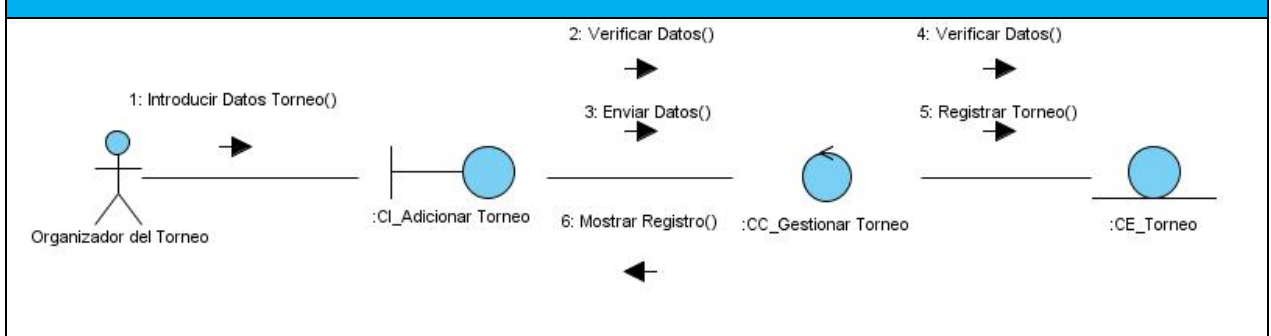 2: Verificar Datos()
4: Verificar Datos()
1: Introducir Datos Torneo()
3: Enviar Datos()
5: Registrar Torneo()
:CI_Adicionar Torneo
6: Mostrar Registro()
:CC_Gestionar Torneo
:CE_Torneo
Organizador del Torneo